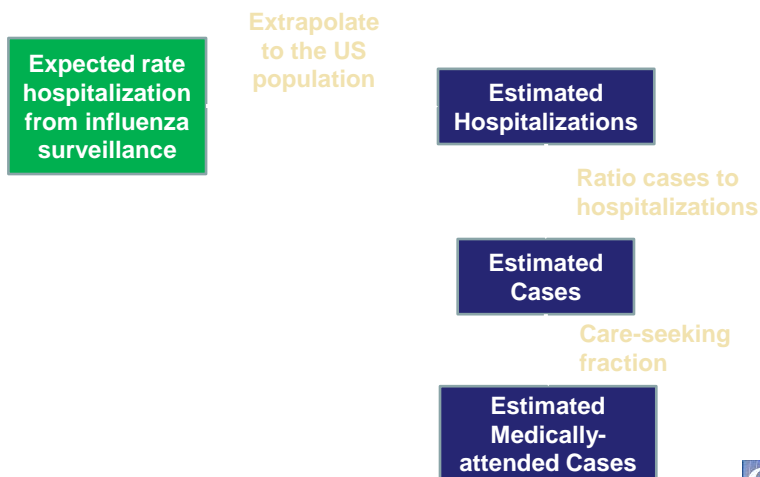 Extrapolate
to the US
population
Expected rate
hospitalization
from influenza
surveillance
Estimated
Hospitalizations
Ratio cases to
hospitalizations
Estimated
Cases
Care-seeking
fraction
Estimated
Medically-
attended Cases